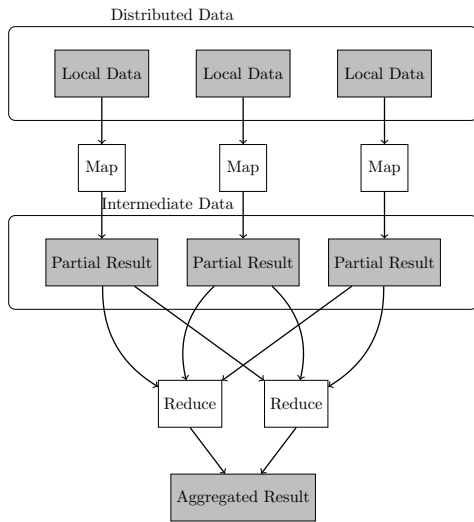 Distributed Data
Local Data
Local Data
Local Data
Map
Map
Map
Intermediate Data
Partial Result
Partial Result
Partial Result
Reduce
Reduce
Aggregated Result